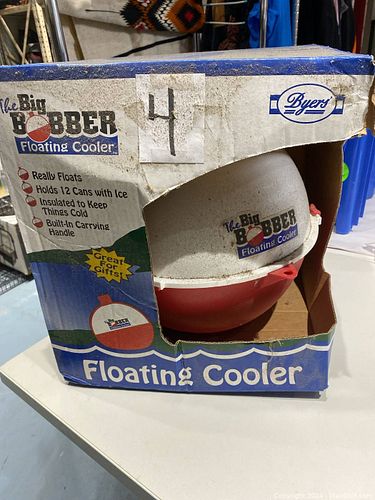 The Big
BOBBER
Floating Cooler
4
Byers'
Really Floats
Holds 12 Cans with Ice
Insulated to Keep
Things Cold
Built-In Carrying
Handle
Great
For
Gifts!
The Big
BOBBER
Floating Cooler
BOBBER
Floating Cooler